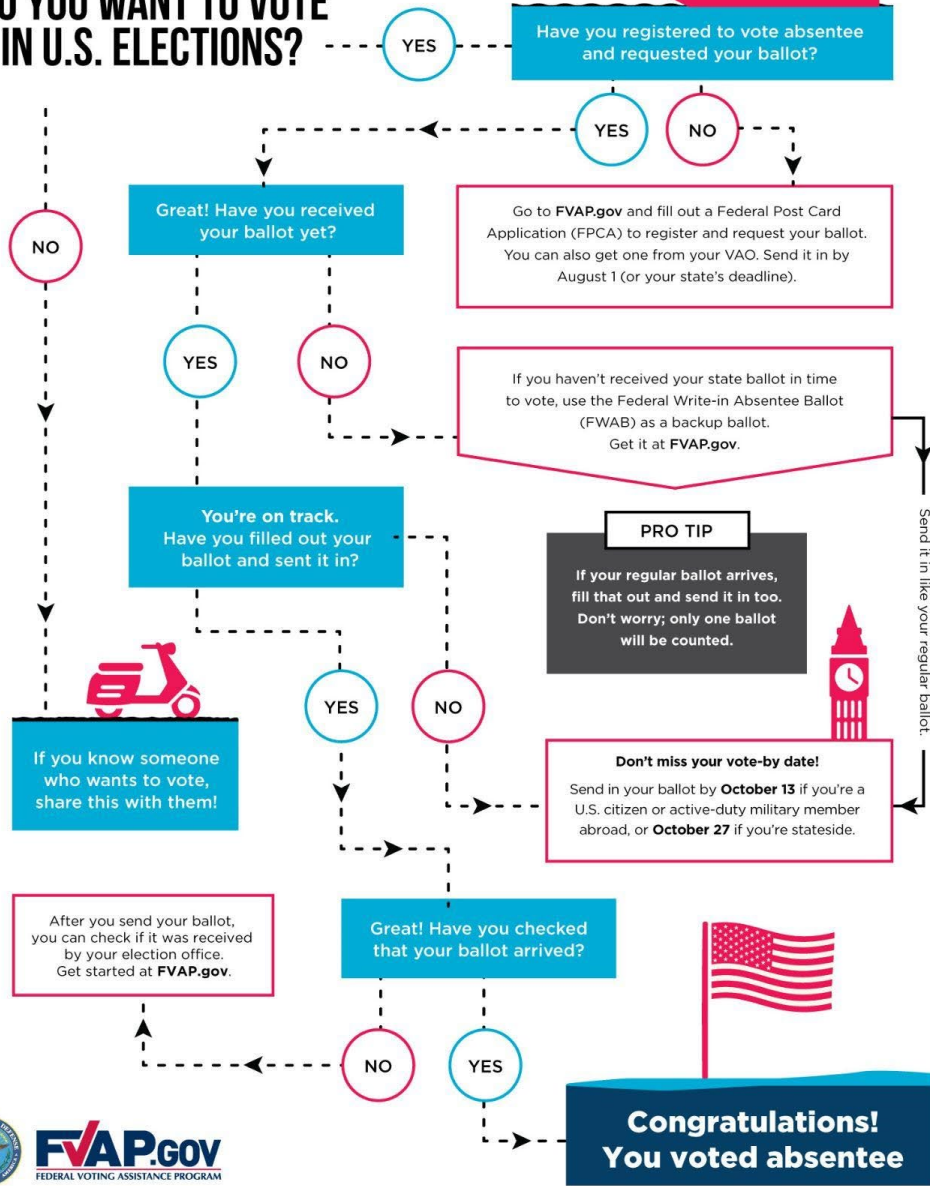 YOU WANT TO VOTE
IN U.S. ELECTIONS?
YES
Have you registered to vote absentee
and requested your ballot?
YES
NO
Go to FVAP.gov and fill out a Federal Post Card
Application (FPCA) to register and request your ballot.
You can also get one from your VAO. Send it in by
August 1 (or your state's deadline).
Great! Have you received
your ballot yet?
NO
YES
NO
If you haven't received your state ballot in time
to vote, use the Federal Write-in Absentee Ballot
(FWAB) as a backup ballot.
Get it at FVAP.gov.
Send it in like your regular ballot.
You're on track.
Have you filled out your
ballot and sent it in?
PRO TIP
If your regular ballot arrives,
fill that out and send it in too.
Don't worry; only one ballot
will be counted.
YES
NO
If you know someone
who wants to vote,
share this with them!
Don't miss your vote-by date!
Send in your ballot by October 13 if you're a
U.S. citizen or active-duty military member
abroad, or October 27 if you're stateside.
Great! Have you checked
that your ballot arrived?
After you send your ballot,
you can check if it was received
by your election office.
Get started at FVAP.gov.
NO
YES
Congratulations!
You voted absentee
FVAP.GOV
FEDERAL VOTING ASSISTANCE PROGRAM